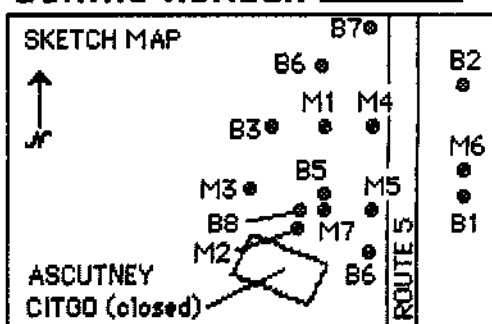 SKETCH MAP
N
B7
B6
B2
M1
M4
B3
M6
B5
M3
M5
B8
B1
M7
M2
B6
ROUTE 5
ASCUTNEY
CITGO (closed)